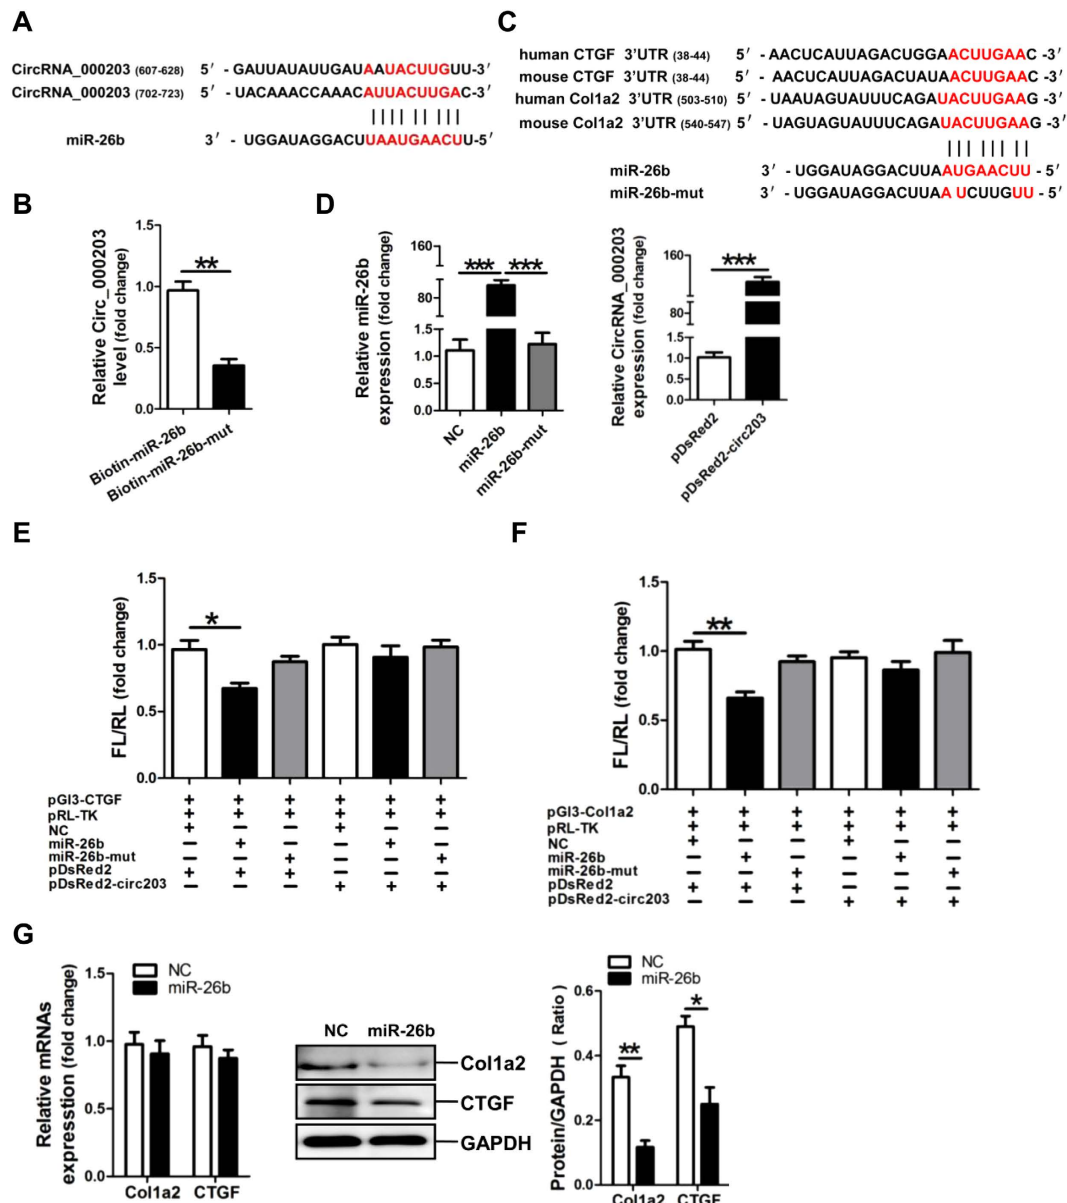 A
CircRNA_000203 (607-628) 5′ - GAUUAUAUUGAUAAUACUUGUU-3′
CircRNA_000203 (702-723) 5′ - UACAAACCAAACAUUACUUGAC-3′
miR-26b 3′ - UGGAUAGGACUUUAAUGAACUU-5′
C
human CTGF 3’UTR (38-44) 5′ - AACUCAUUAGACUGGAACUUGAAC-3′
mouse CTGF 3’UTR (38-44) 5′ - AACUCAUUAGACUAUAACUUGAAC-3′
human Col1a2 3’UTR (503-510) 5′ - UAAUAGUAUUUCAGAUACUUGAAG-3′
mouse Col1a2 3’UTR (540-547) 5′ - UAGUAGUAUUUCAGAUACUUGAAG -3′
miR-26b 3′ - UGGAUAGGACUUAAUGAACUU - 5′
miR-26b-mut 3′ - UGGAUAGGACUUAA UCUUGUU - 5′
B
Relative Circ_000203
level (fold change)
1.5
1.0
0.5
0.0
**
Biotin-miR-26b
Biotin-miR-26b-mut
D
Relative miR-26b
expression (fold change)
160
80
1.5
1.0
0.5
0.0
*** ***
NC
miR-26b
miR-26b-mut
Relative CircRNA_000203
expression (fold change)
160
80
1.5
1.0
0.5
0.0
***
pDsRed2
pDsRed2-circ203
E
FL/RL (fold change)
1.5
1.0
0.5
0.0
*
pGl3-CTGF + + + + + +
pRL-TK + + + + + +
NC + − − + − −
miR-26b − + − − + −
miR-26b-mut − − + − − +
pDsRed2 + + + − − −
pDsRed2-circ203 − − − + + +
F
FL/RL (fold change)
1.5
1.0
0.5
0.0
**
pGl3-Col1a2 + + + + + +
pRL-TK + + + + + +
NC + − − + − −
miR-26b − + − − + −
miR-26b-mut − − + − − +
pDsRed2 + + + − − −
pDsRed2-circ203 − − − + + +
G
Relative mRNAs
expresstion (fold change)
NC
miR-26b
1.5
1.0
0.5
0.0
Col1a2 CTGF
NC miR-26b
Col1a2
CTGF
GAPDH
Protein/GAPDH ( Ratio )
NC
miR-26b
0.6
0.4
0.2
0.0
** *
Col1a2 CTGF